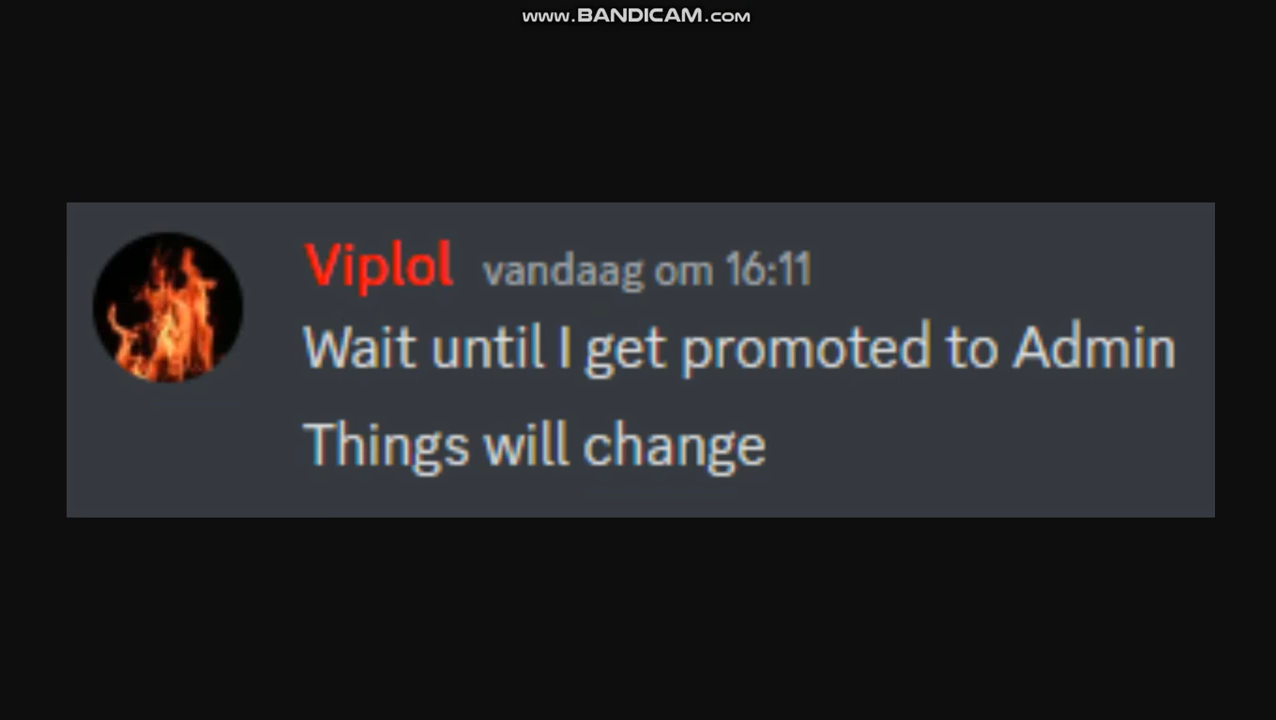 www.BANDICAM.com
Viplol vandaag om 16:11
Wait until I get promoted to Admin
Things will change